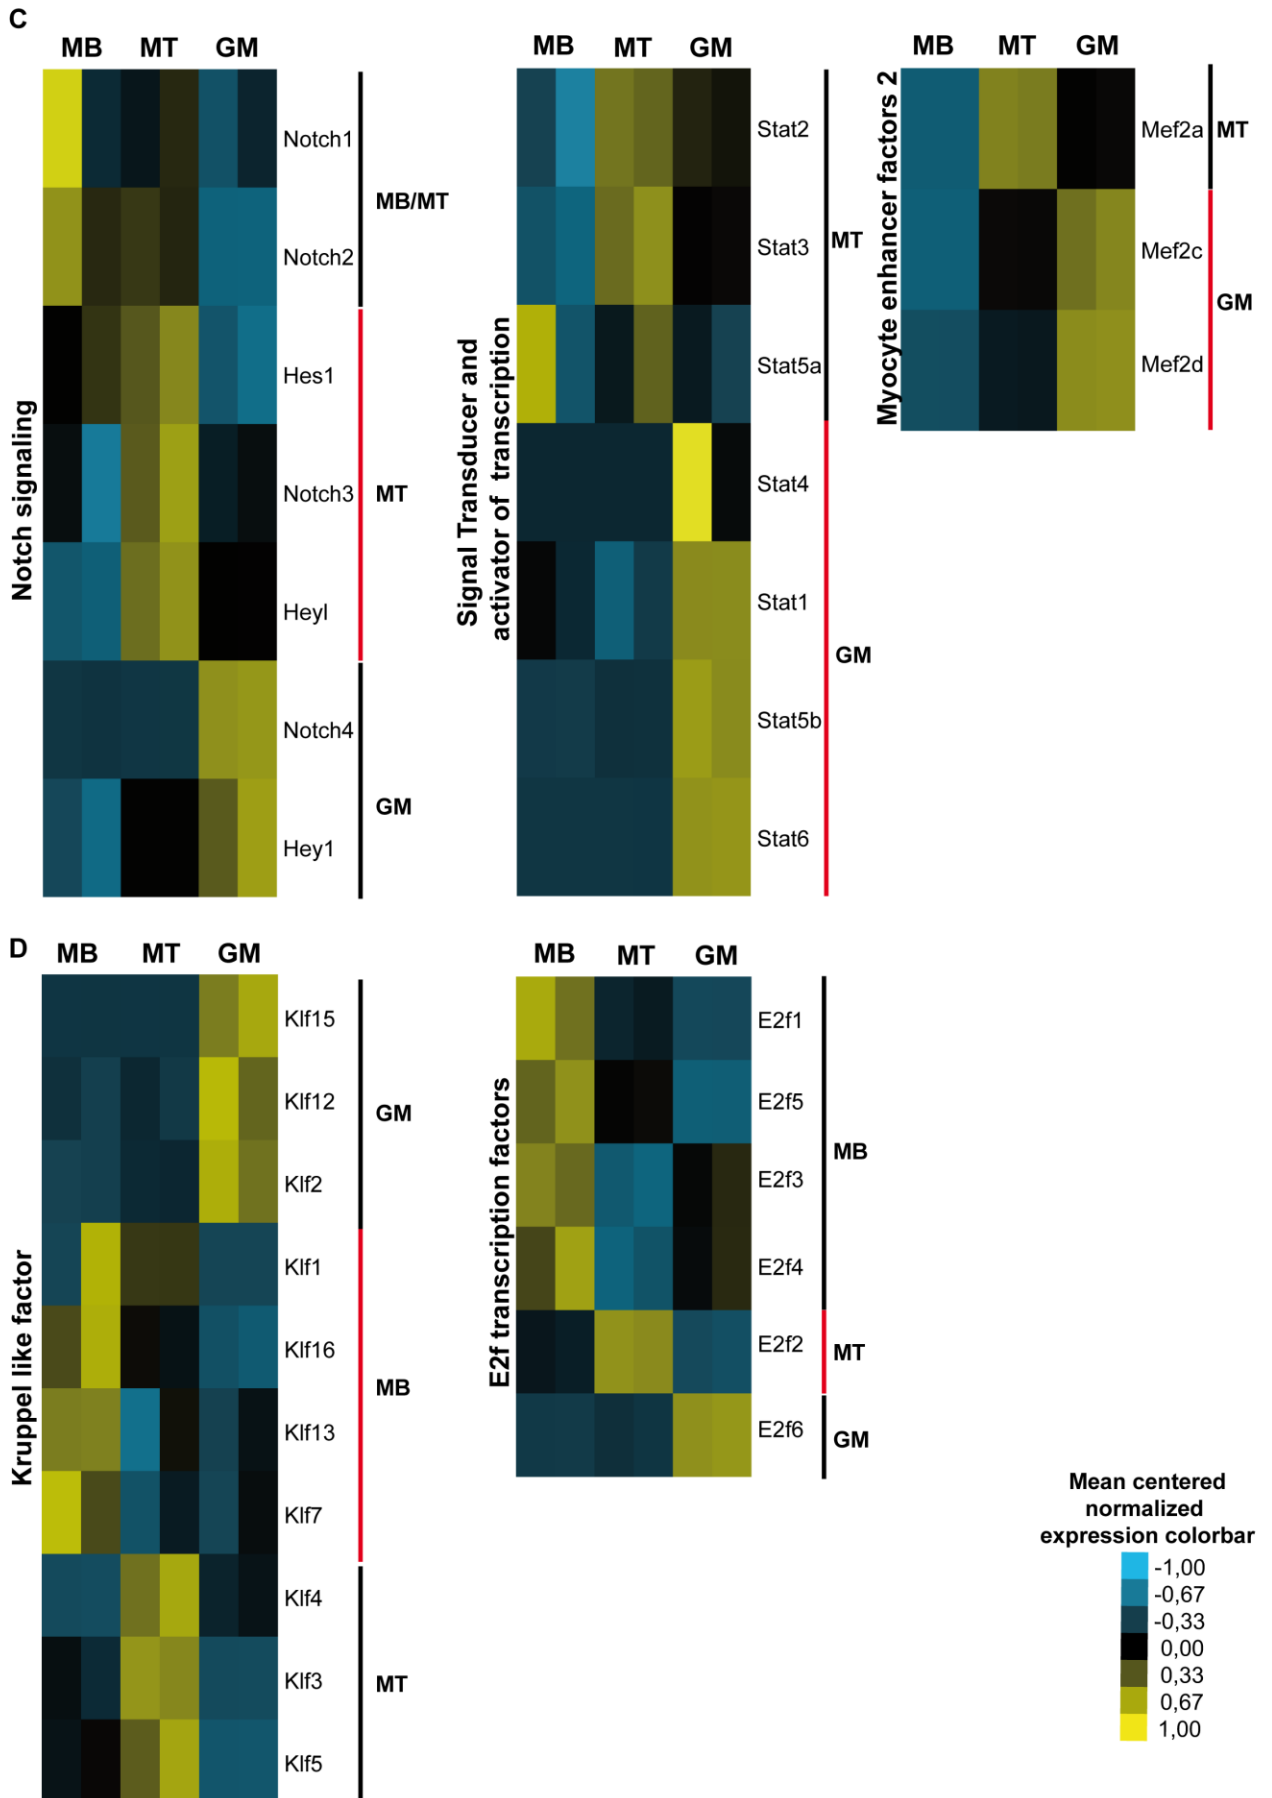 C
MB MT GM
Notch signaling
Notch1
Notch2
Hes1
Notch3
Heyl
Notch4
Hey1
MB/MT
MT
GM
MB MT GM
Signal Transducer and
activator of transcription
Stat2
Stat3
Stat5a
Stat4
Stat1
Stat5b
Stat6
MT
GM
MB MT GM
Myocyte enhancer factors 2
Mef2a
Mef2c
Mef2d
MT
GM
D
MB MT GM
Kruppel like factor
Klf15
Klf12
Klf2
Klf1
Klf16
Klf13
Klf7
Klf4
Klf3
Klf5
GM
MB
MT
MB MT GM
E2f transcription factors
E2f1
E2f5
E2f3
E2f4
E2f2
E2f6
MB
MT
GM
Mean centered
normalized
expression colorbar
-1,00
-0,67
-0,33
0,00
0,33
0,67
1,00